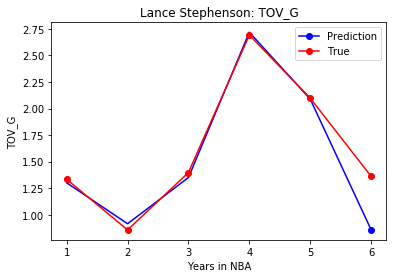 Lance Stephenson: TOV_G
Prediction
True
2.75
2.50
2.25
2.00
1.75
1.50
1.25
1.00
TOV_G
1 2 3 4 5 6
Years in NBA